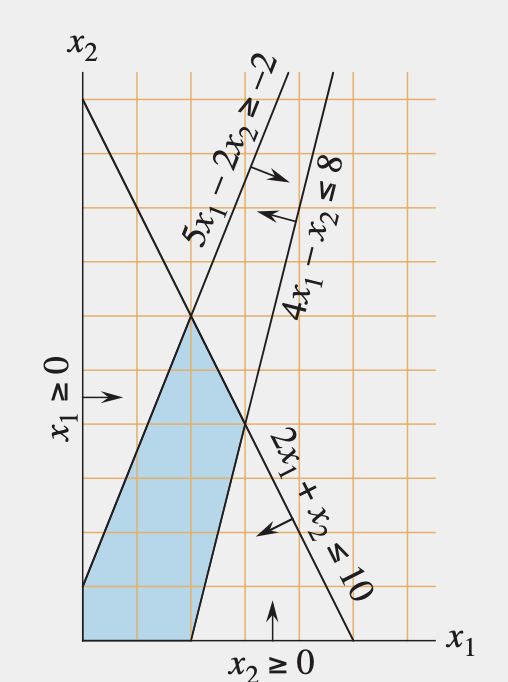 x₂
5x₁ − 2x₂ ≥ −2
4x₁ − x₂ ≤ 8
x₁ ≥ 0
2x₁ + x₂ ≤ 10
x₁
x₂ ≥ 0